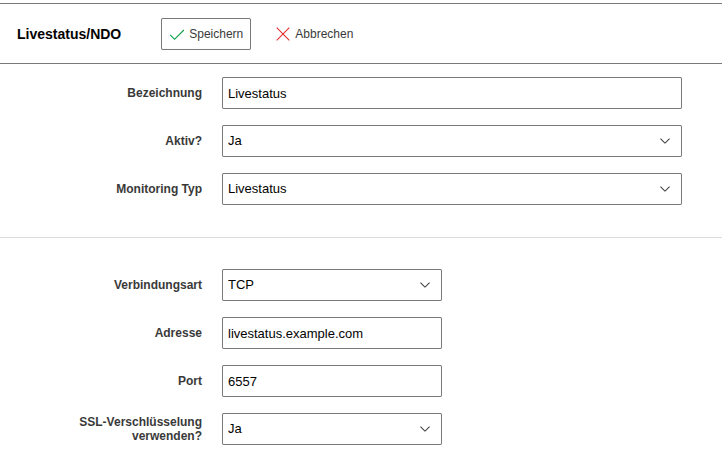 Livestatus/NDO Speichern Abbrechen
Bezeichnung Livestatus
Aktiv? Ja
Monitoring Typ Livestatus
Verbindungsart TCP
Adresse livestatus.example.com
Port 6557
SSL-Verschlüsselung
verwenden? Ja